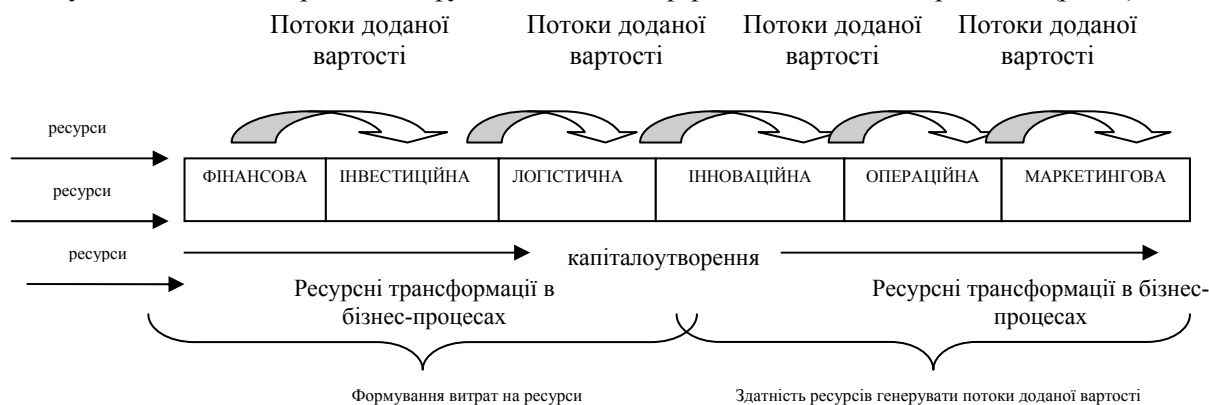 Потоки доданої вартості
Потоки доданої вартості
Потоки доданої вартості
Потоки доданої вартості
ресурси
ресурси
ресурси
ФІНАНСОВА
ІНВЕСТИЦІЙНА
ЛОГІСТИЧНА
ІННОВАЦІЙНА
ОПЕРАЦІЙНА
МАРКЕТИНГОВА
капіталоутворення
Ресурсні трансформації в
бізнес-процесах
Ресурсні трансформації в бізнес-
процесах
Формування витрат на ресурси
Здатність ресурсів генерувати потоки доданої вартості